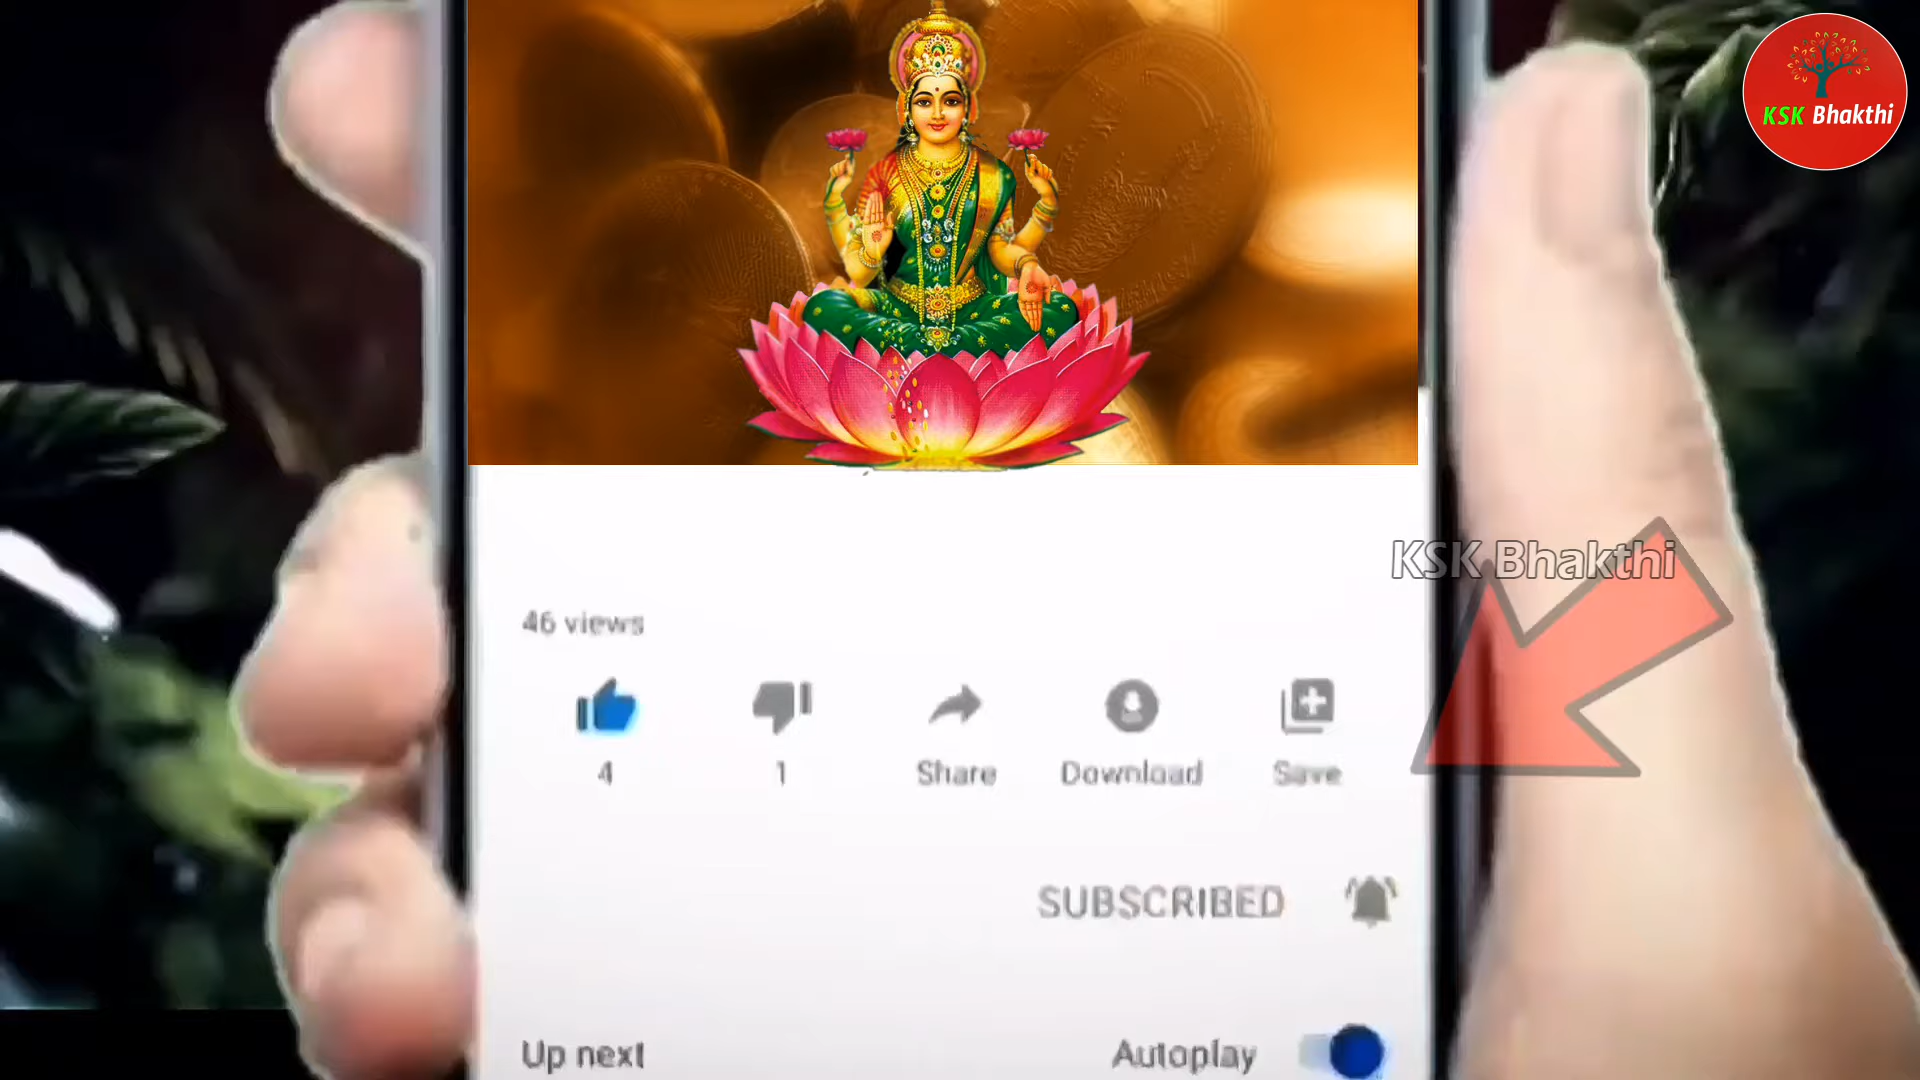 KSK Bhakthi
KSK Bhakthi
46 views
4
1
Share
Download
Save
SUBSCRIBED
Up next
Autoplay